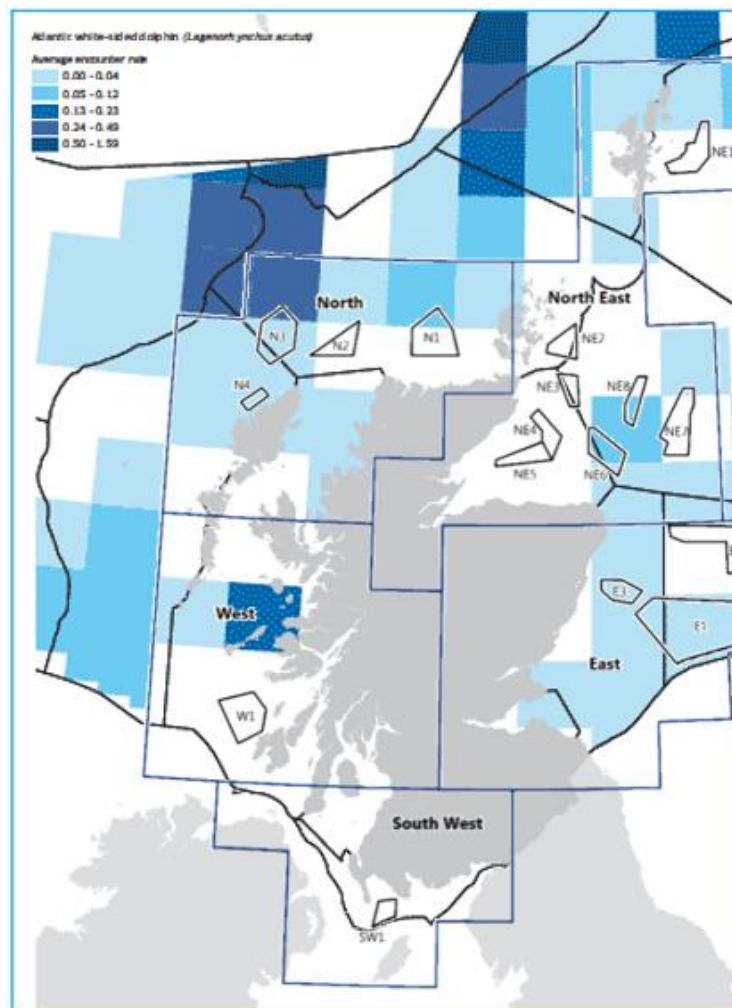 Atlantic white-sided dolphin (Lagenorhynchus acutus)
Average encounter rate
0.00 - 0.04
0.05 - 0.12
0.13 - 0.23
0.24 - 0.49
0.50 - 1.59
NE1
North
North East
N3
N2
N1
NE2
N4
NE3
NE8
NE4
NE7
NE5
NE6
E3
West
E1
East
W1
South West
SW1